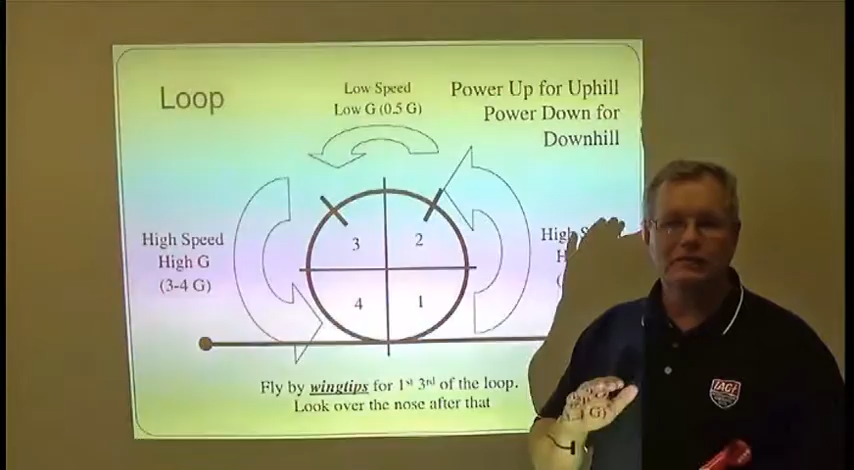 Loop
Low Speed
Low G (0.5 G)
Power Up for Uphill
Power Down for
Downhill
High Speed
High G
(3-4 G)
3
2
4
1
High
Fly by wingtips for 1st 3rd of the loop.
Look over the nose after that
IAC